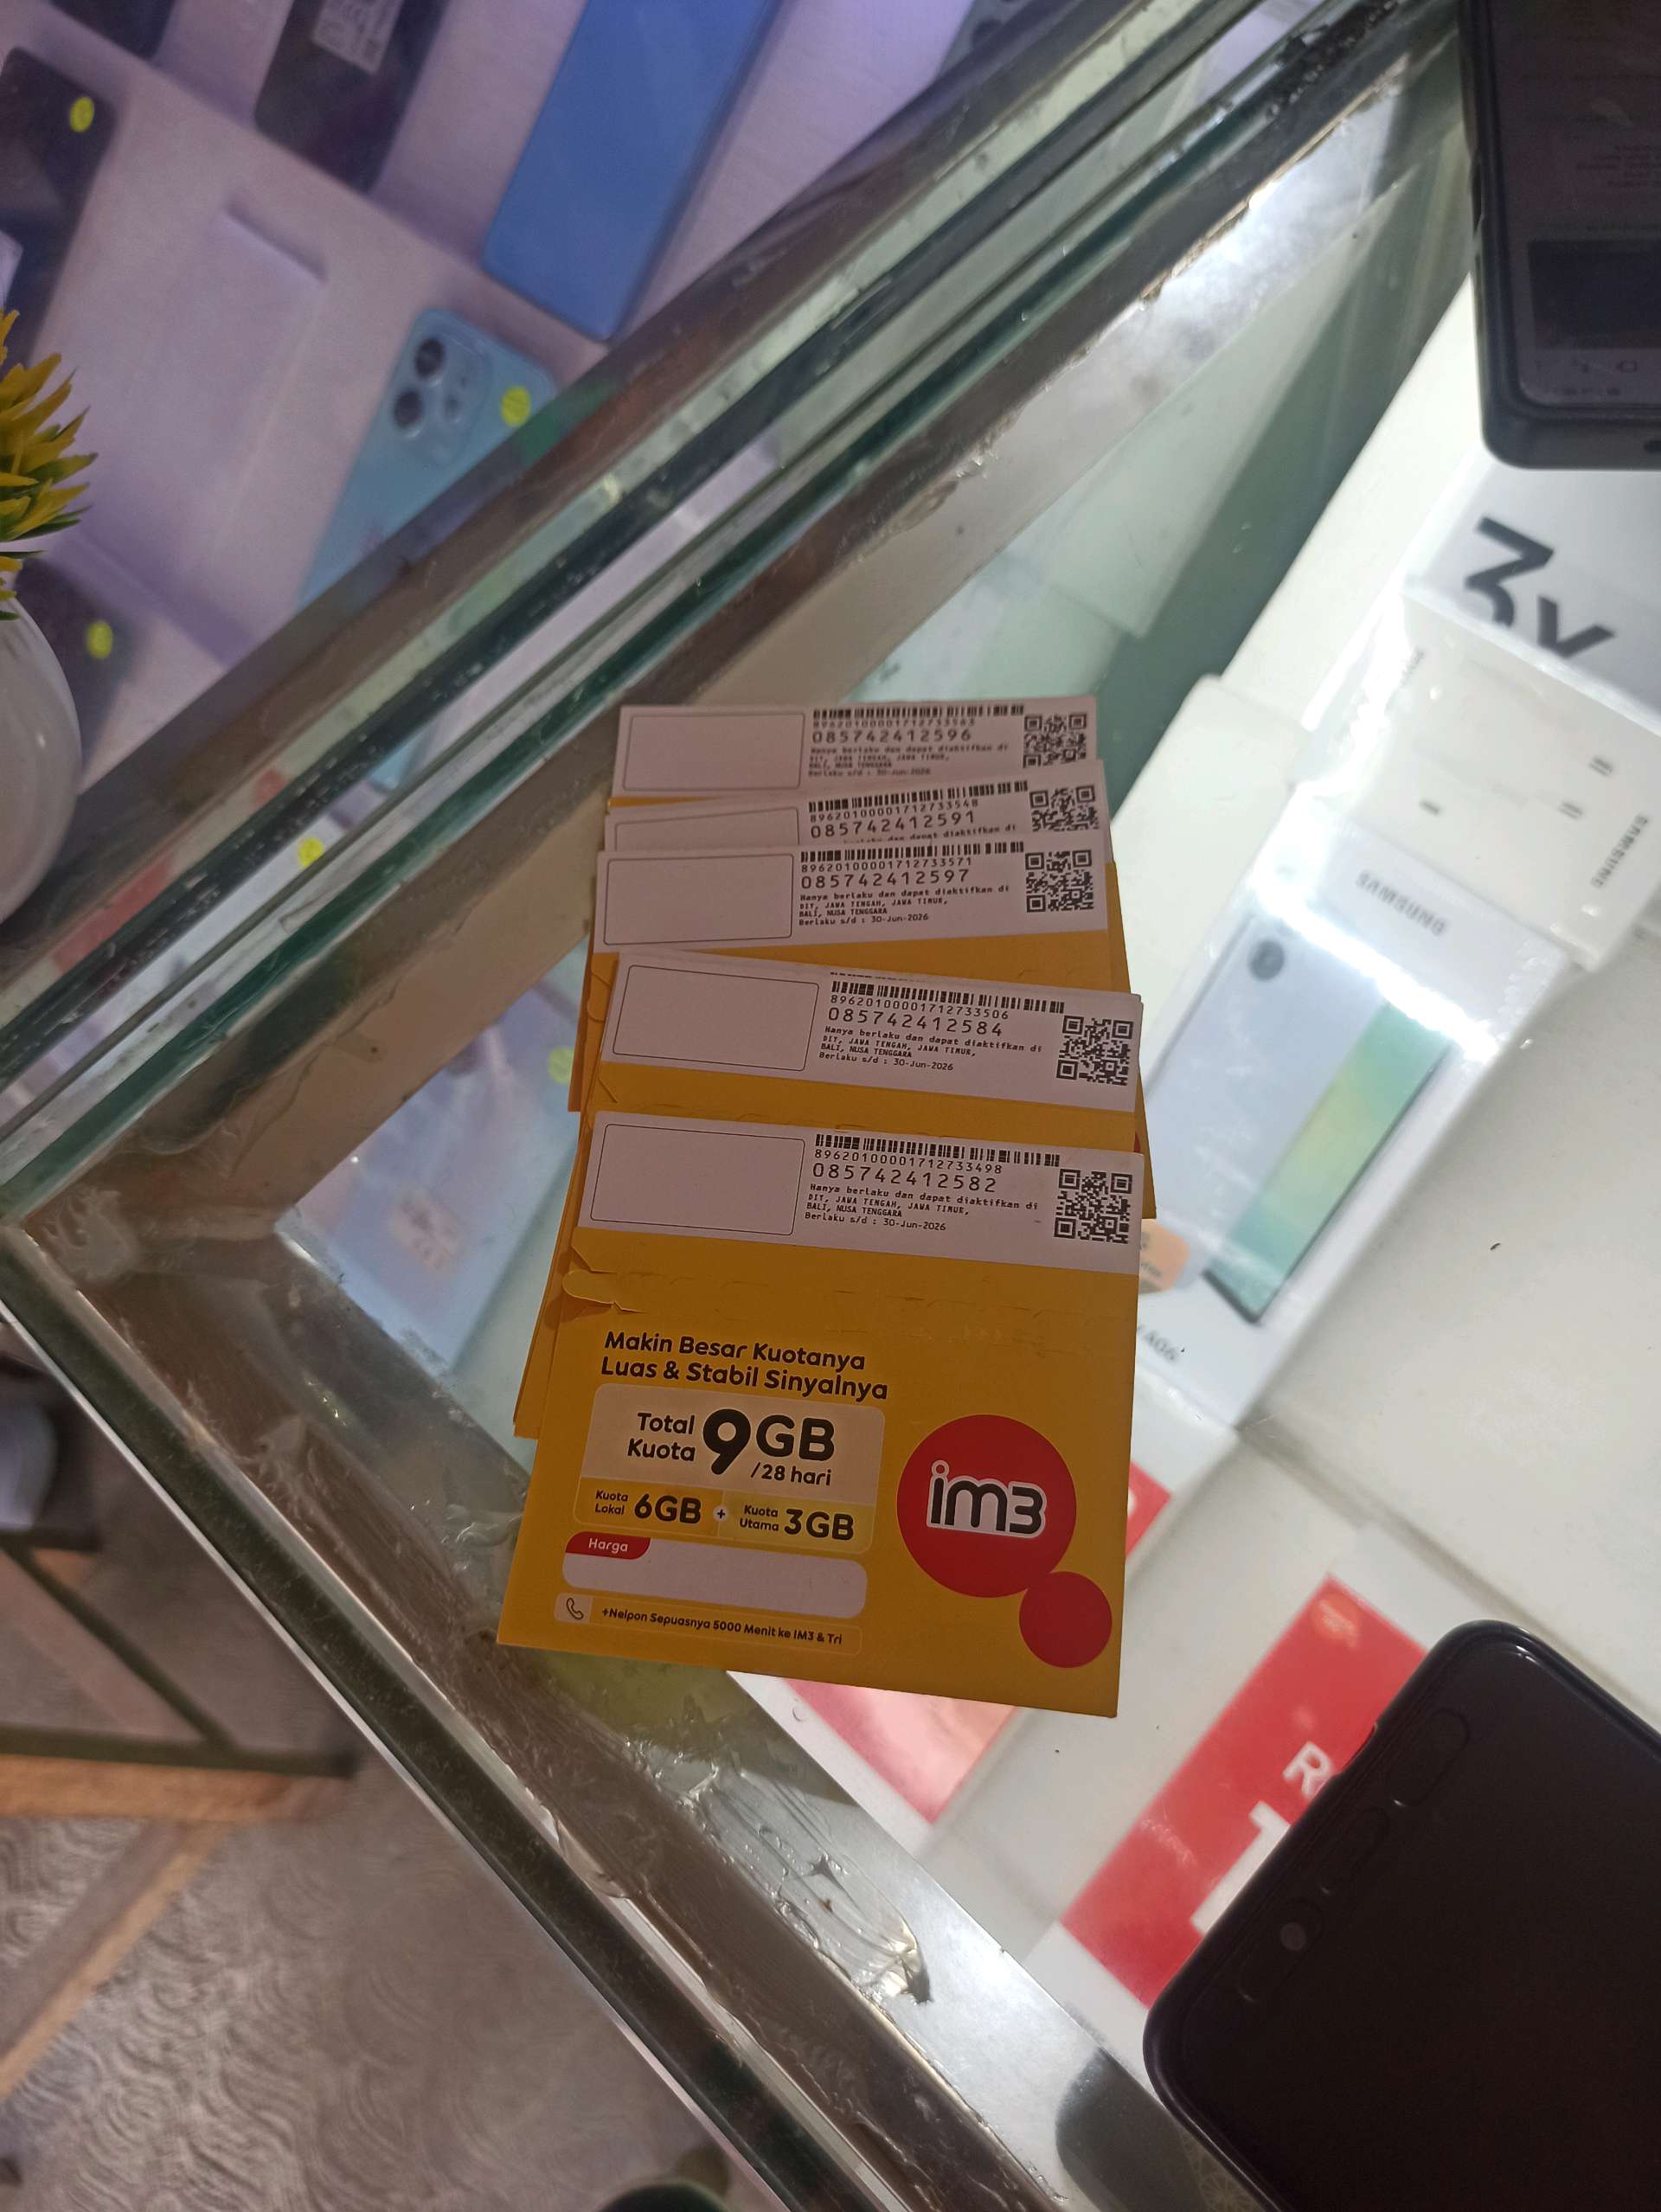 89620100001712733563
085742412596
Hanya berlaku dan dapat diaktifkan di
DIY, JAWA TENGAH, JAWA TIMUR,
BALI, NUSA TENGGARA
Berlaku s/d : 30-Jun-2026
89620100001712733548
085742412591
Hanya berlaku dan dapat diaktifkan di
89620100001712733571
085742412597
Hanya berlaku dan dapat diaktifkan di
DIY, JAWA TENGAH, JAWA TIMUR,
BALI, NUSA TENGGARA
Berlaku s/d : 30-Jun-2026
89620100001712733506
085742412584
Hanya berlaku dan dapat diaktifkan di
DIY, JAWA TENGAH, JAWA TIMUR,
BALI, NUSA TENGGARA
Berlaku s/d : 30-Jun-2026
89620100001712733498
085742412582
Hanya berlaku dan dapat diaktifkan di
DIY, JAWA TENGAH, JAWA TIMUR,
BALI, NUSA TENGGARA
Berlaku s/d : 30-Jun-2026
Makin Besar Kuotanya
Luas & Stabil Sinyalnya
Total Kuota 9GB
/28 hari
Kuota Lokal 6GB + Kuota Utama 3GB
Harga
+Nelpon Sepuasnya 5000 Menit ke IM3 & Tri
im3
SAMSUNG
SAMSUNG
A06